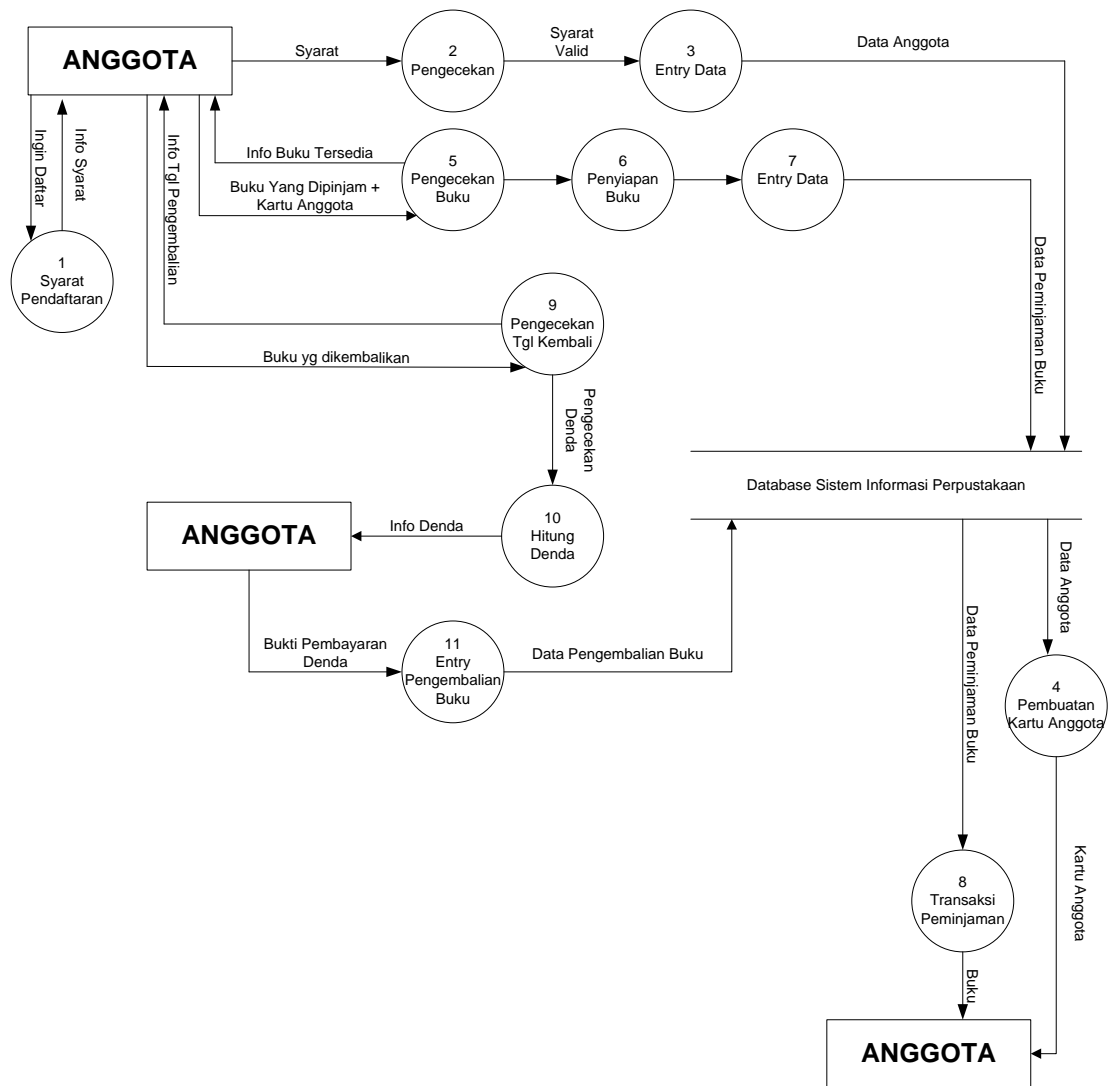 ANGGOTA
Syarat
2
Pengecekan
Syarat
Valid
3
Entry Data
Data Anggota
Ingin Daftar
Info Syarat
Info Tgl Pengembalian
Info Buku Tersedia
Buku Yang Dipinjam +
Kartu Anggota
5
Pengecekan
Buku
6
Penyiapan
Buku
7
Entry Data
1
Syarat
Pendaftaran
Data Peminjaman Buku
9
Pengecekan
Tgl Kembali
Buku yg dikembalikan
Pengecekan
Denda
Database Sistem Informasi Perpustakaan
ANGGOTA
Info Denda
10
Hitung
Denda
Bukti Pembayaran
Denda
11
Entry
Pengembalian
Buku
Data Pengembalian Buku
Data Peminjaman Buku
Data Anggota
4
Pembuatan
Kartu Anggota
8
Transaksi
Peminjaman
Kartu Anggota
Buku
ANGGOTA